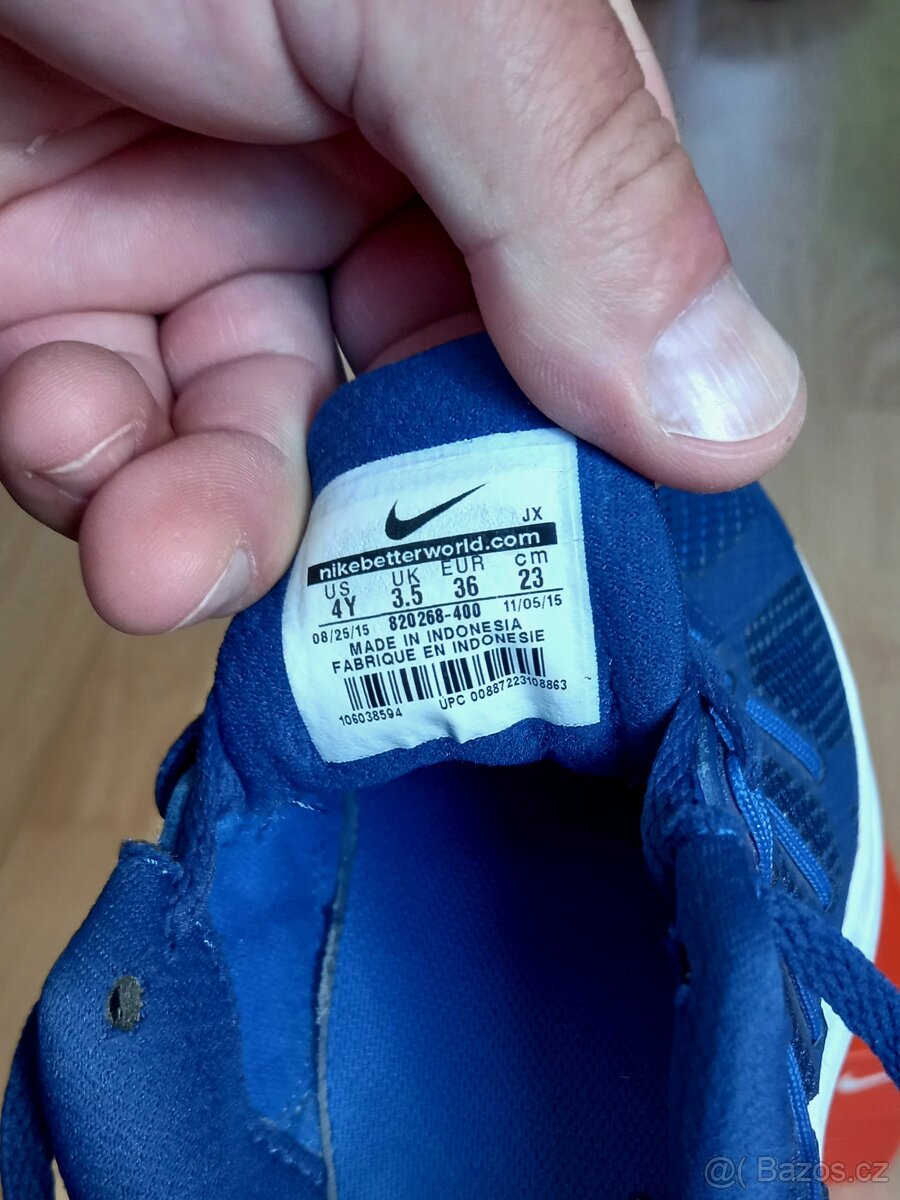 JX
nikebetterworld.com
US UK EUR cm
4Y 3.5 36 23
08/25/15 820268-400 11/05/15
MADE IN INDONESIA
FABRIQUE EN INDONESIE
106038594 UPC 00887223108863
@( Bazos.cz